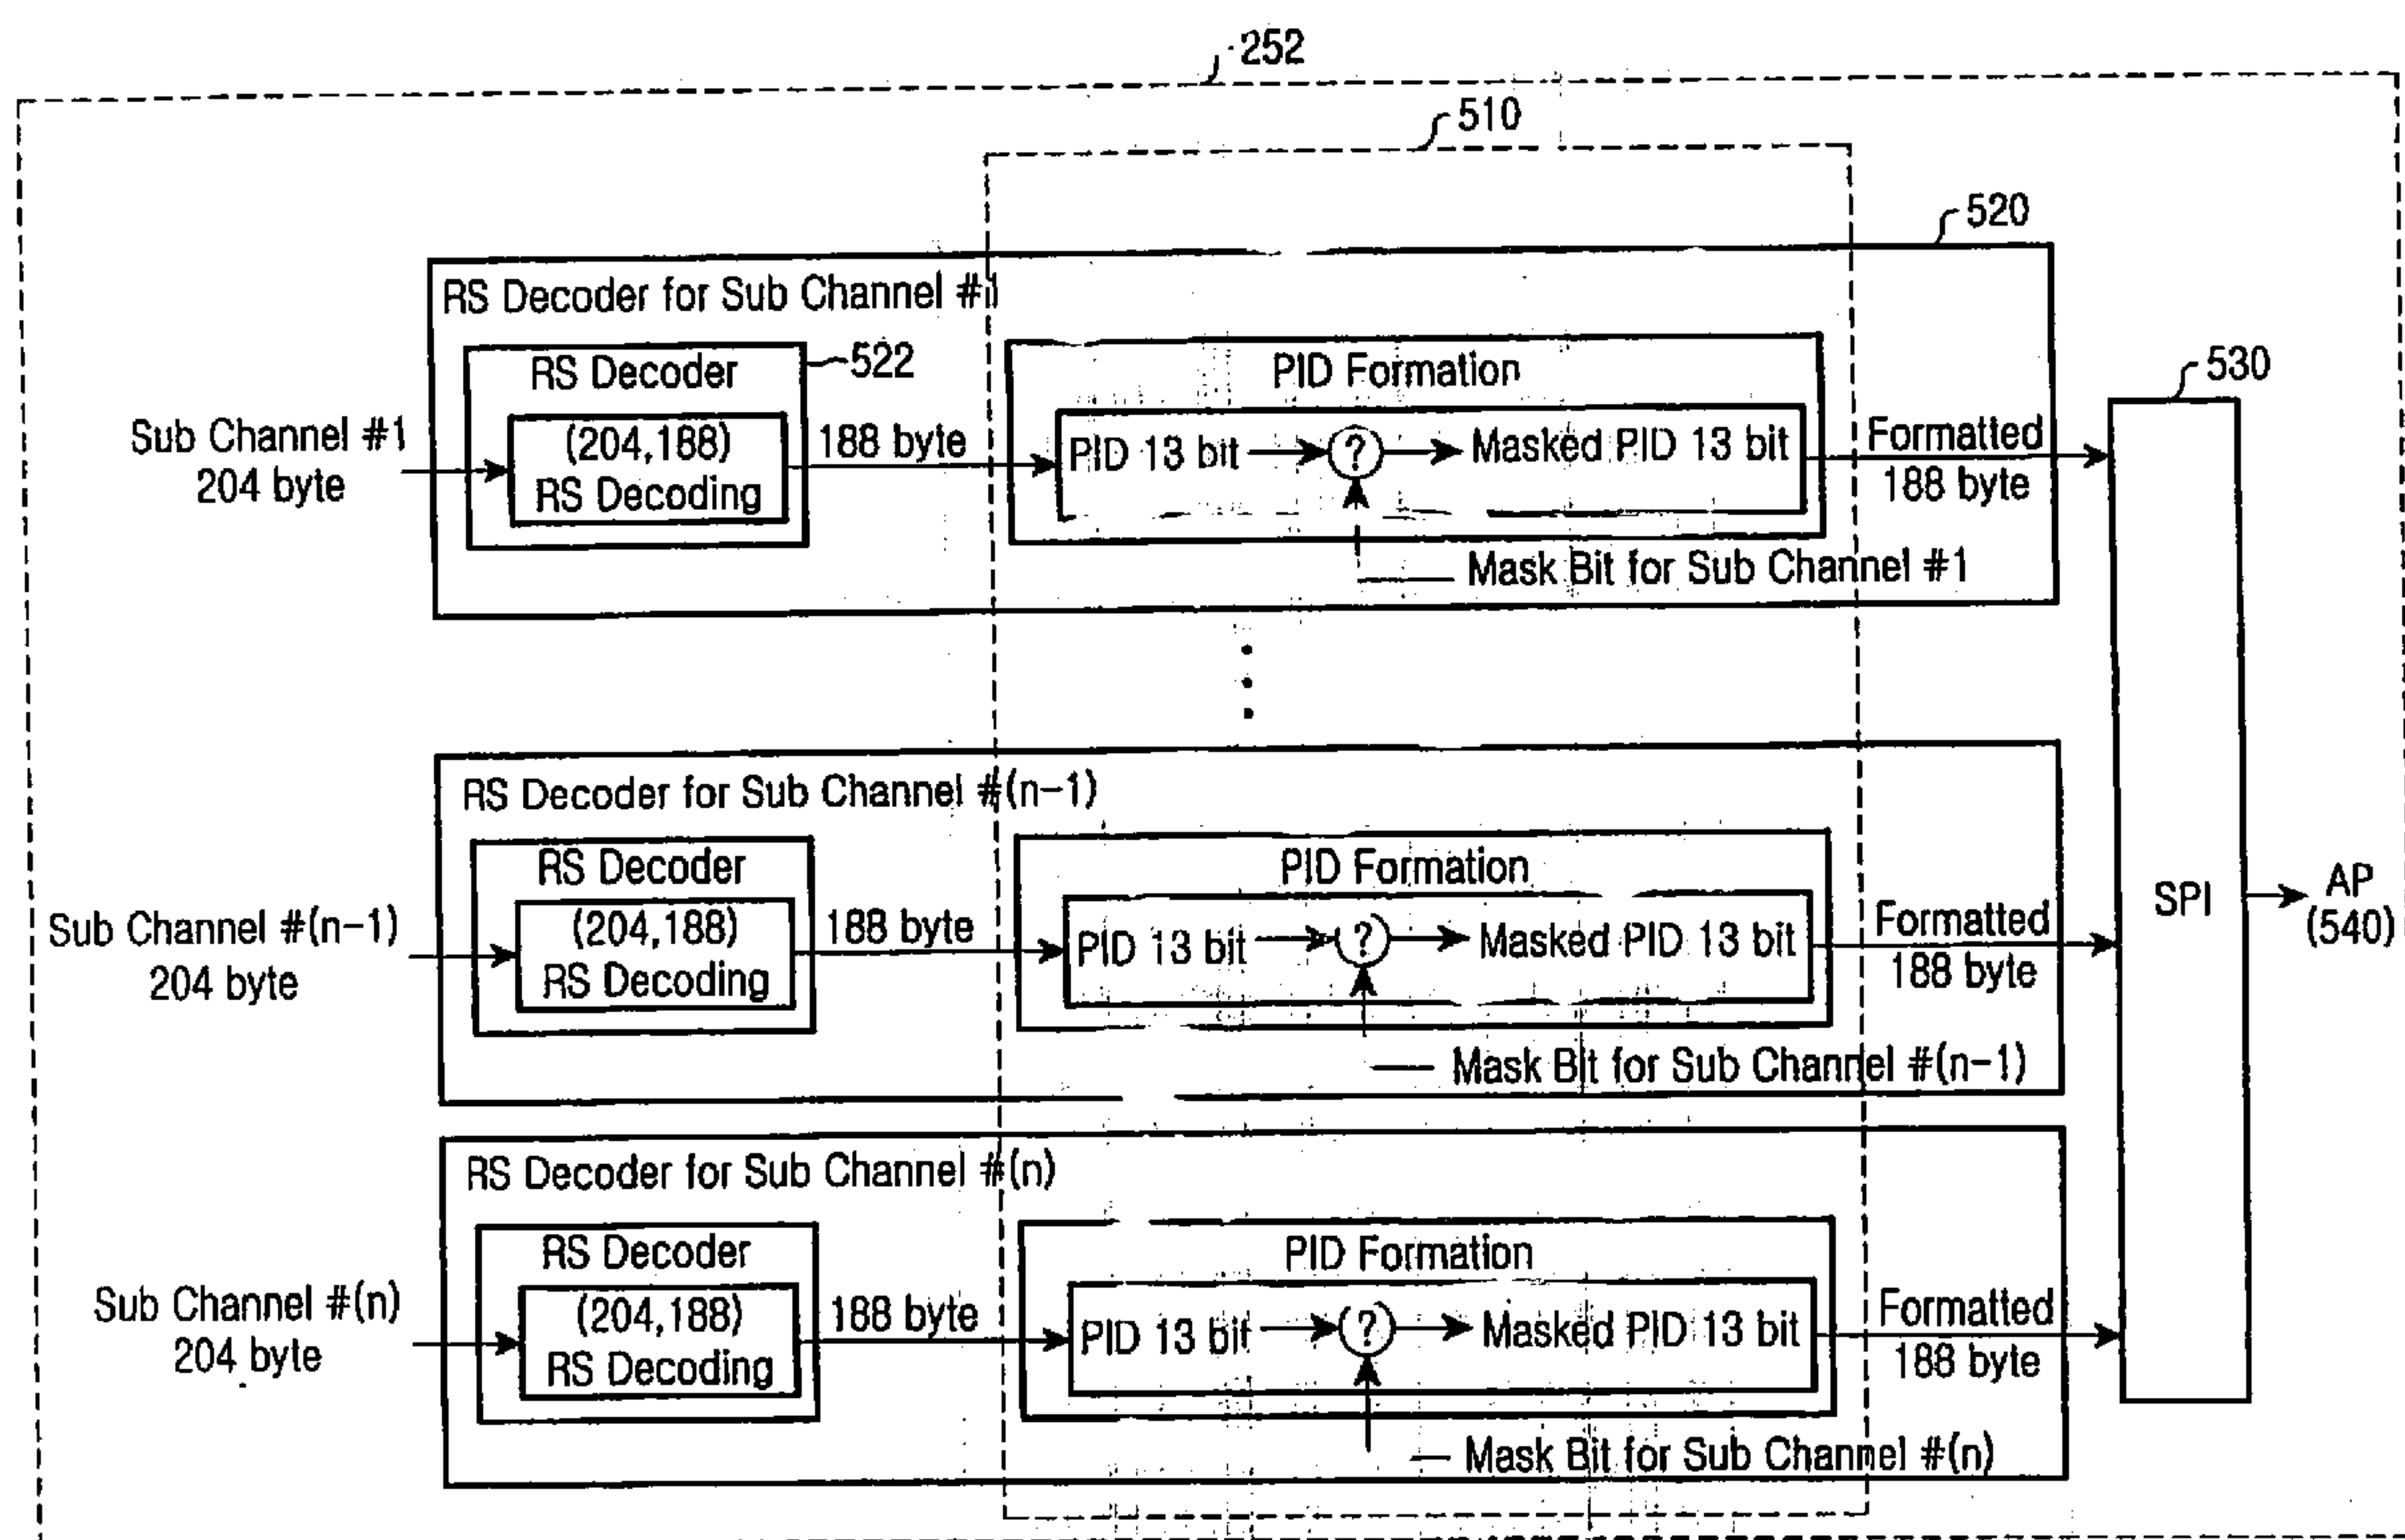 252
510
520
RS Decoder for Sub Channel #1
RS Decoder
522
PID Formation
530
Sub Channel #1
204 byte
(204,188)
RS Decoding
188 byte
PID 13 bit
?
Masked PID 13 bit
Formatted
188 byte
Mask Bit for Sub Channel #1
RS Decoder for Sub Channel #(n-1)
RS Decoder
PID Formation
Sub Channel #(n-1)
204 byte
(204,188)
RS Decoding
188 byte
PID 13 bit
?
Masked PID 13 bit
Formatted
188 byte
SPI
AP
(540)
Mask Bit for Sub Channel #(n-1)
RS Decoder for Sub Channel #(n)
RS Decoder
PID Formation
Sub Channel #(n)
204 byte
(204,188)
RS Decoding
188 byte
PID 13 bit
?
Masked PID 13 bit
Formatted
188 byte
Mask Bit for Sub Channel #(n)